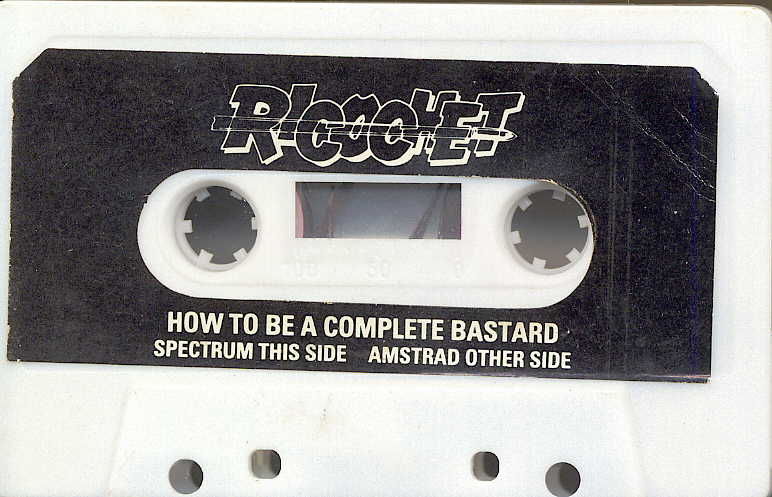 RICOCHET
HOW TO BE A COMPLETE BASTARD
SPECTRUM THIS SIDE AMSTRAD OTHER SIDE